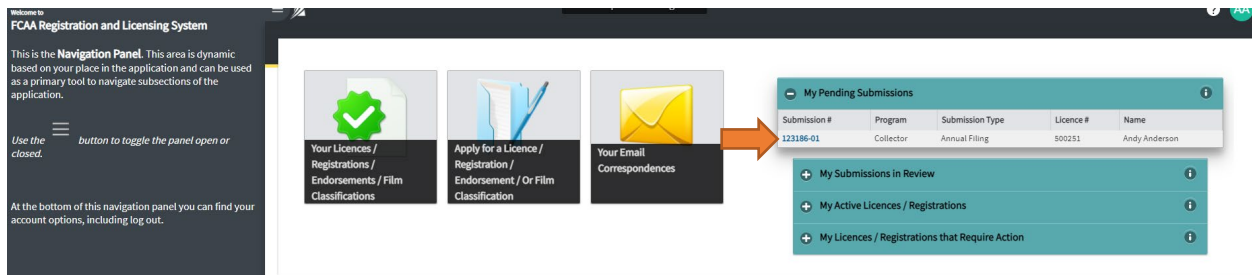 Welcome to
FCAA Registration and Licensing System
This is the Navigation Panel. This area is dynamic
based on your place in the application and can be used
as a primary tool to navigate subsections of the
application.
Use the button to toggle the panel open or
closed.
At the bottom of this navigation panel you can find your
account options, including log out.
? AA
Your Licences /
Registrations /
Endorsements / Film
Classifications
Apply for a Licence /
Registration /
Endorsement / Or Film
Classification
Your Email
Correspondences
My Pending Submissions
Submission # Program Submission Type Licence # Name
123186-01 Collector Annual Filing 500251 Andy Anderson
My Submissions in Review
My Active Licences / Registrations
My Licences / Registrations that Require Action